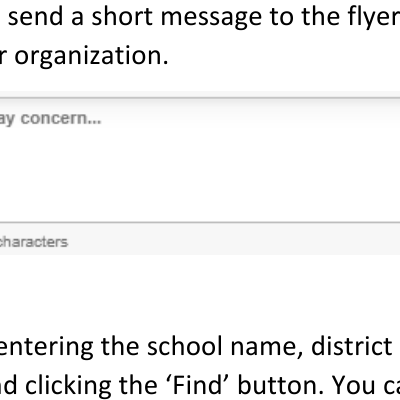 send a short message to the flyer
r organization.
ay concern...
characters
entering the school name, district
nd clicking the ‘Find’ button. You ca